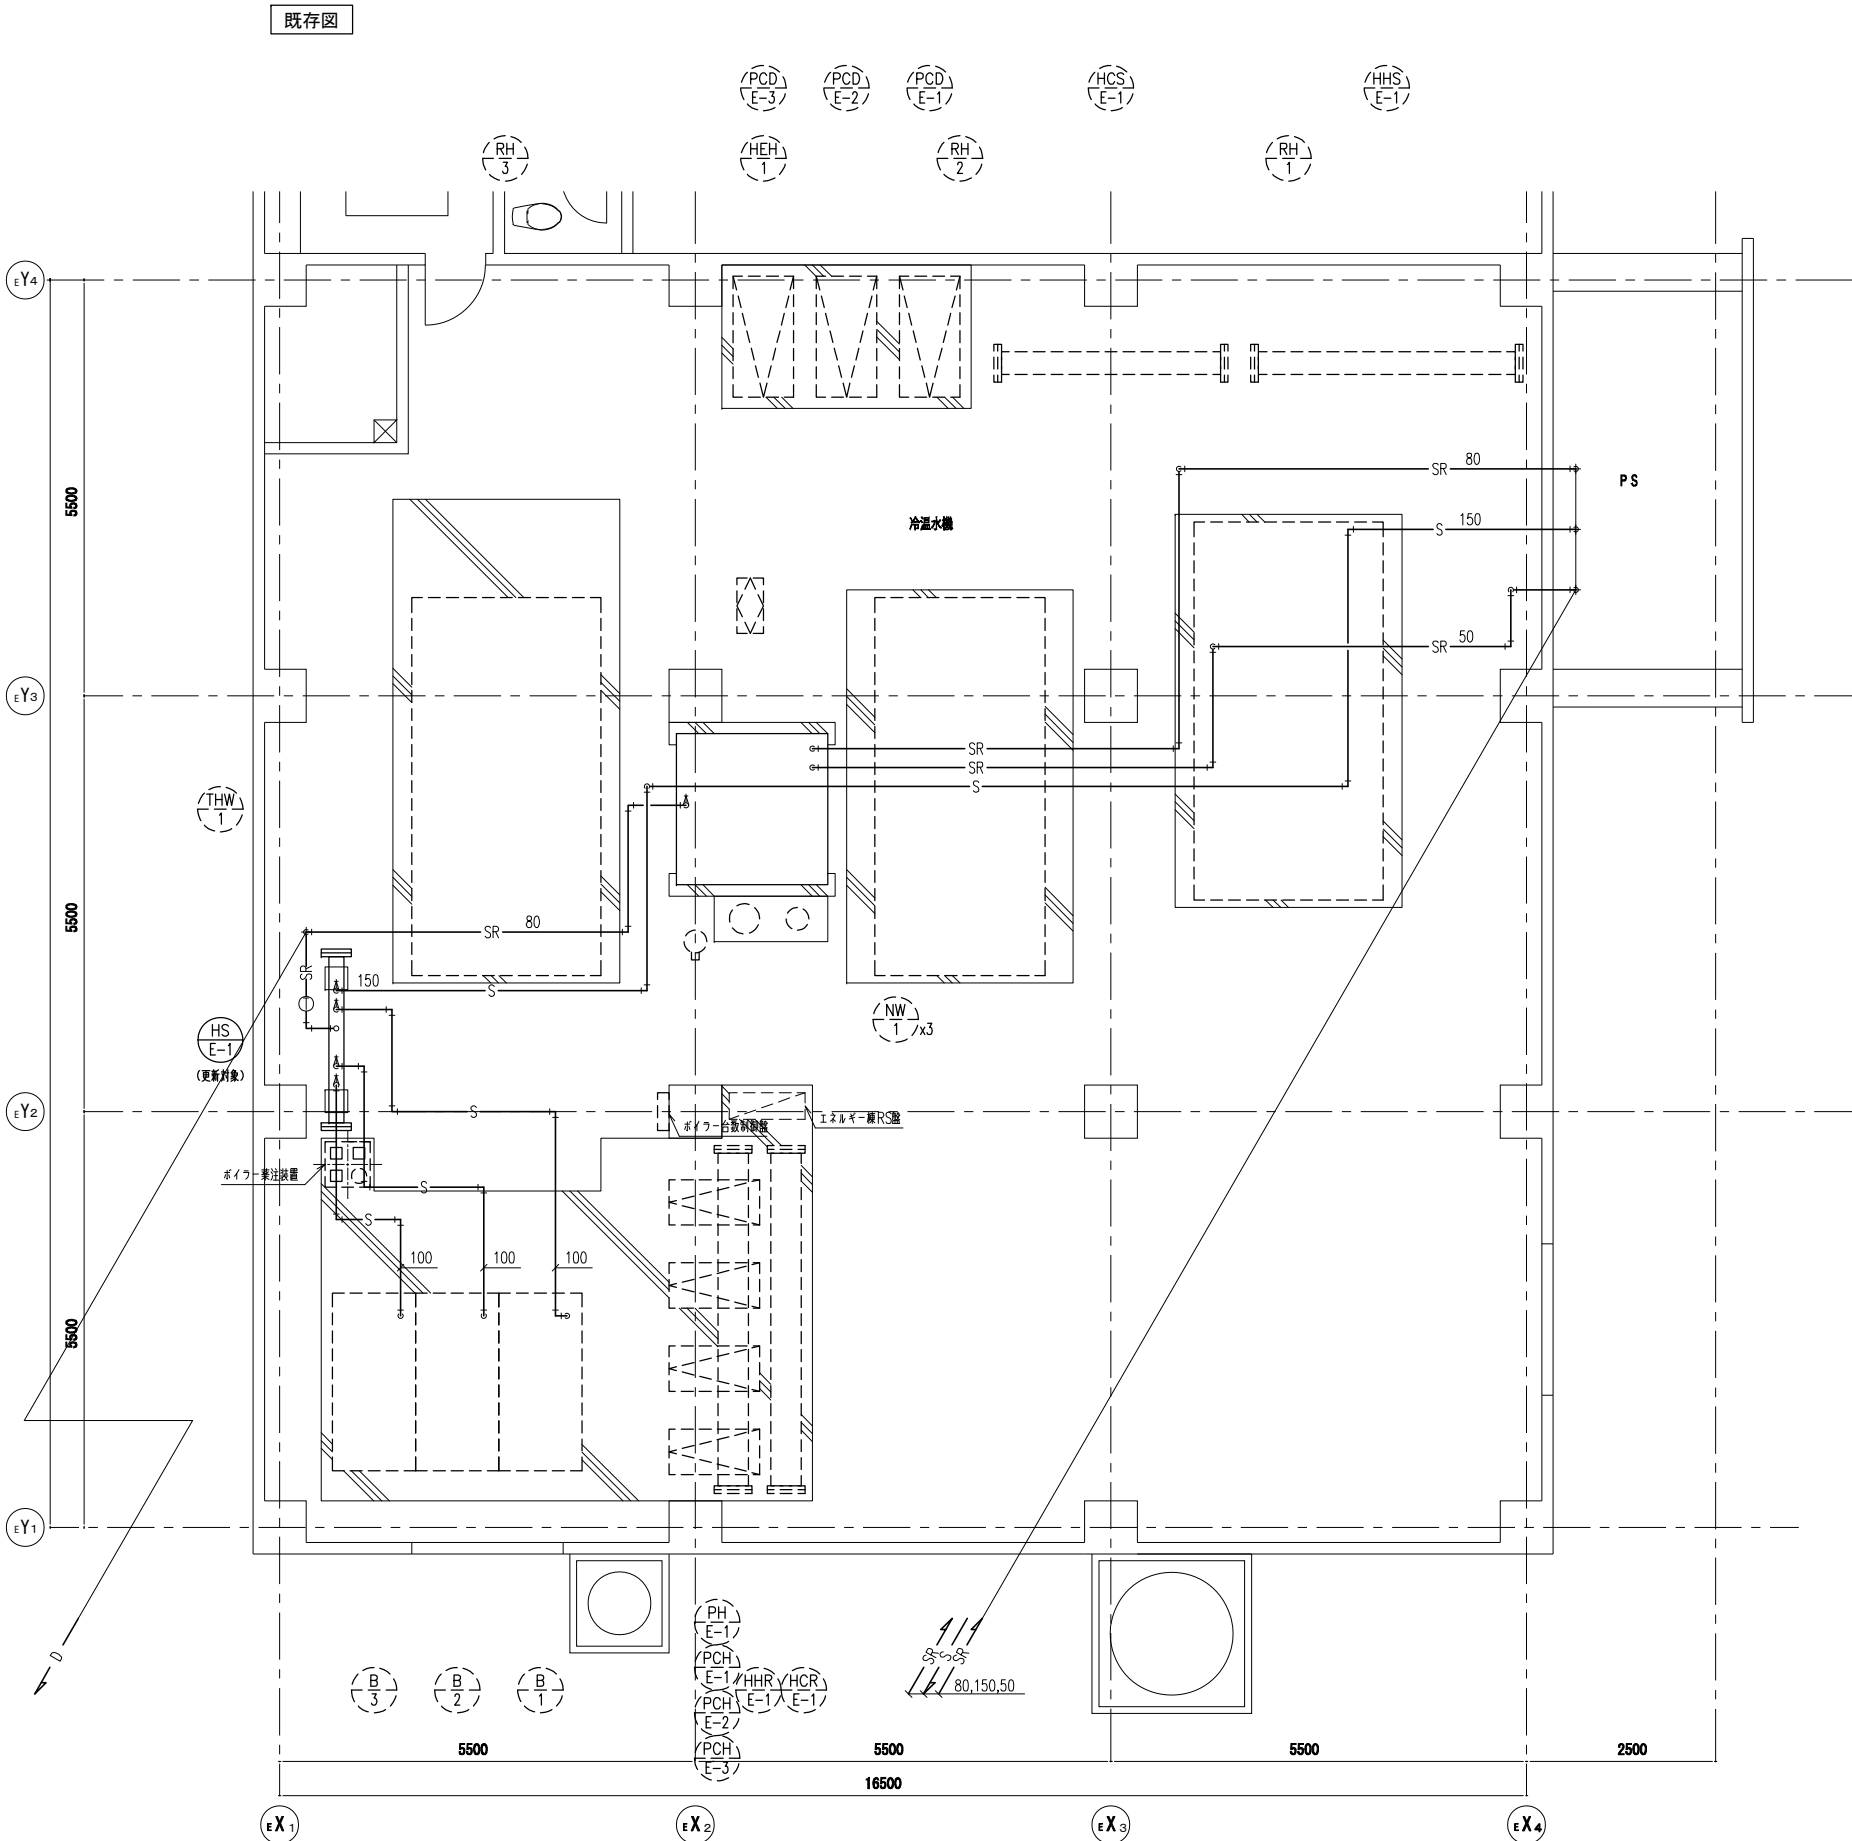 既存図
PCD
E-3
PCD
E-2
PCD
E-1
HCS
E-1
HHS
E-1
RH
3
HEH
1
RH
2
RH
1
EY4
5500
冷温水機
SR 80
PS
S 150
SR 50
EY3
SR
SR
S
THW
1
5500
SR 80
SR
150
S
HS
E-1
(更新対象)
NW
1 /x3
EY2
S
ボイラー台数制御盤
エネルギー棟RS盤
ボイラー薬注装置
S
S
100
100
100
5500
EY1
D
B
3
B
2
B
1
PH
E-1
PCH
E-1
PCH
E-2
PCH
E-3
HHR
E-1
HCR
E-1
SR
S
SR
80,150,50
5500
5500
5500
2500
16500
EX1
EX2
EX3
EX4